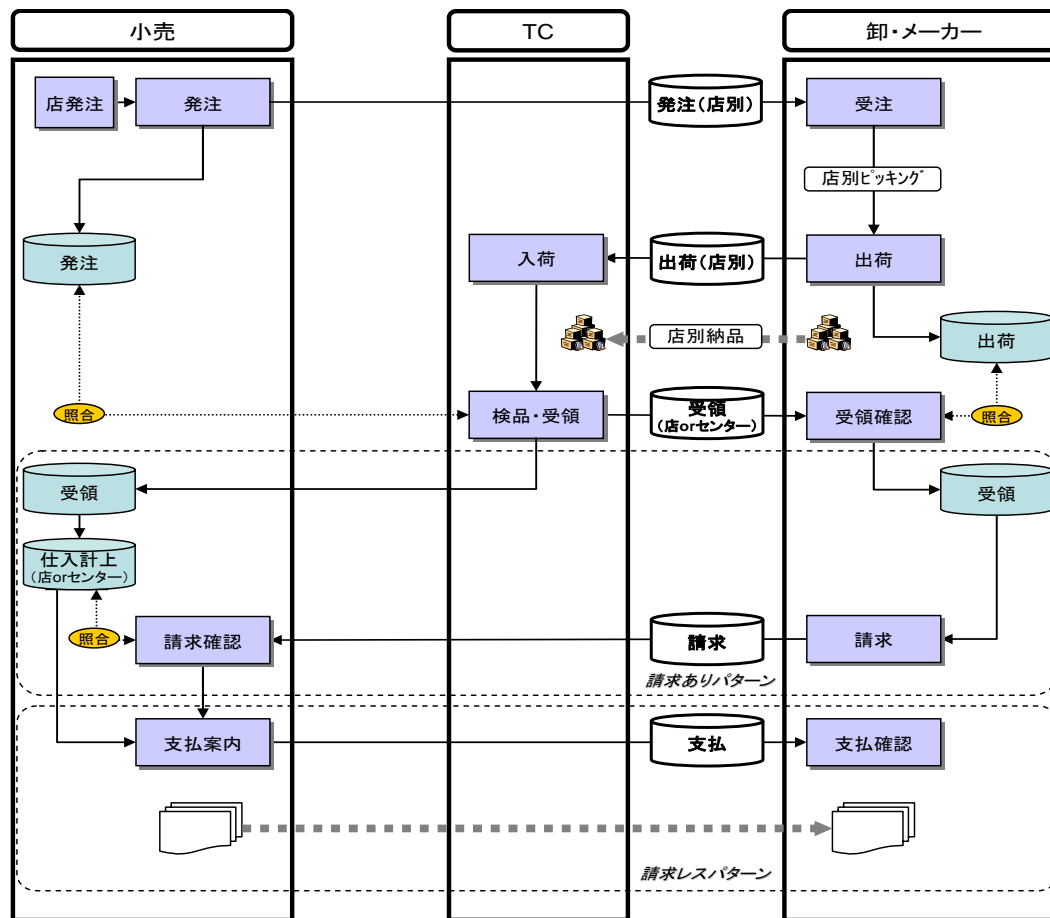 小売
TC
卸・メーカー
店発注
発注
発注(店別)
受注
店別ピッキング
発注
入荷
出荷(店別)
出荷
店別納品
出荷
照合
検品・受領
受領
(店orセンター)
受領確認
照合
受領
受領
仕入計上
(店orセンター)
照合
請求確認
請求
請求
請求ありパターン
支払案内
支払
支払確認
請求レスパターン